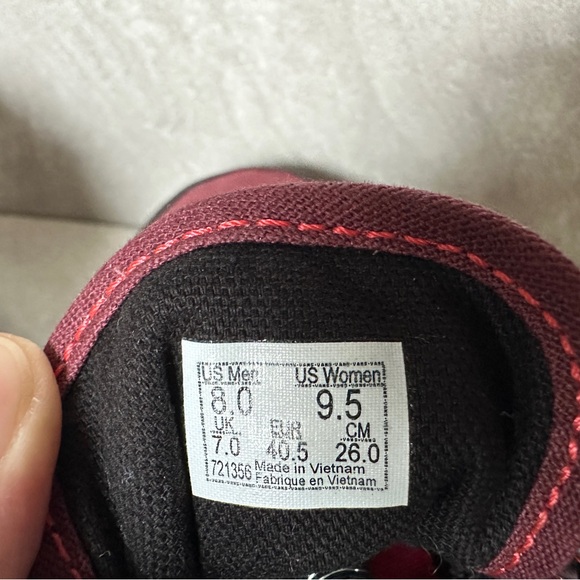 US Men US Women
8.0 9.5
UK EUR CM
7.0 40.5 26.0
721356 Made in Vietnam
Fabrique en Vietnam